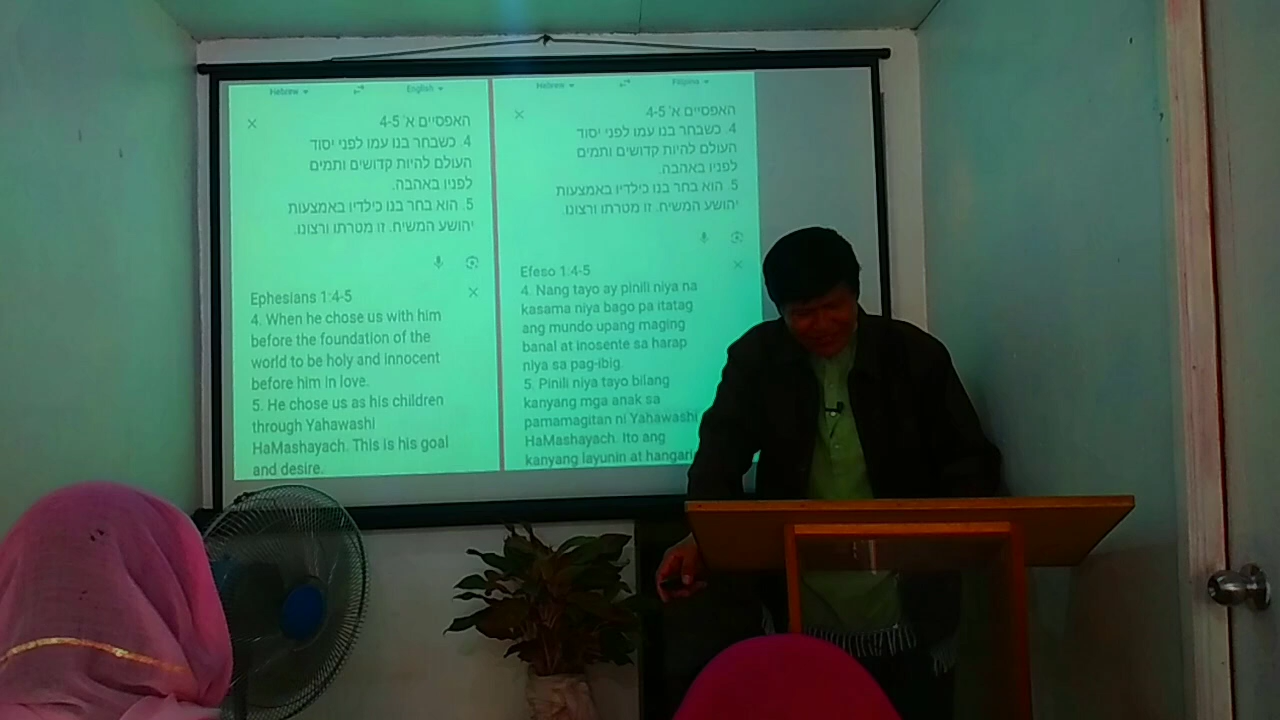 Hebrew
English
האפסיים א' 4-5
4. כשבחר בנו עמו לפני יסוד
העולם להיות קדושים ותמים
לפניו באהבה.
5. הוא בחר בנו כילדיו באמצעות
יהושע המשיח. זו מטרתו ורצונו.
Ephesians 1:4-5
4. When he chose us with him
before the foundation of the
world to be holy and innocent
before him in love.
5. He chose us as his children
through Yahawashi
HaMashayach. This is his goal
and desire.
Hebrew
Filipino
האפסיים א' 4-5
4. כשבחר בנו עמו לפני יסוד
העולם להיות קדושים ותמים
לפניו באהבה.
5. הוא בחר בנו כילדיו באמצעות
יהושע המשיח. זו מטרתו ורצונו.
Efeso 1:4-5
4. Nang tayo ay pinili niya na
kasama niya bago pa itatag
ang mundo upang maging
banal at inosente sa harap
niya sa pag-ibig.
5. Pinili niya tayo bilang
kanyang mga anak sa
pamamagitan ni Yahawashi
HaMashayach. Ito ang
kanyang layunin at